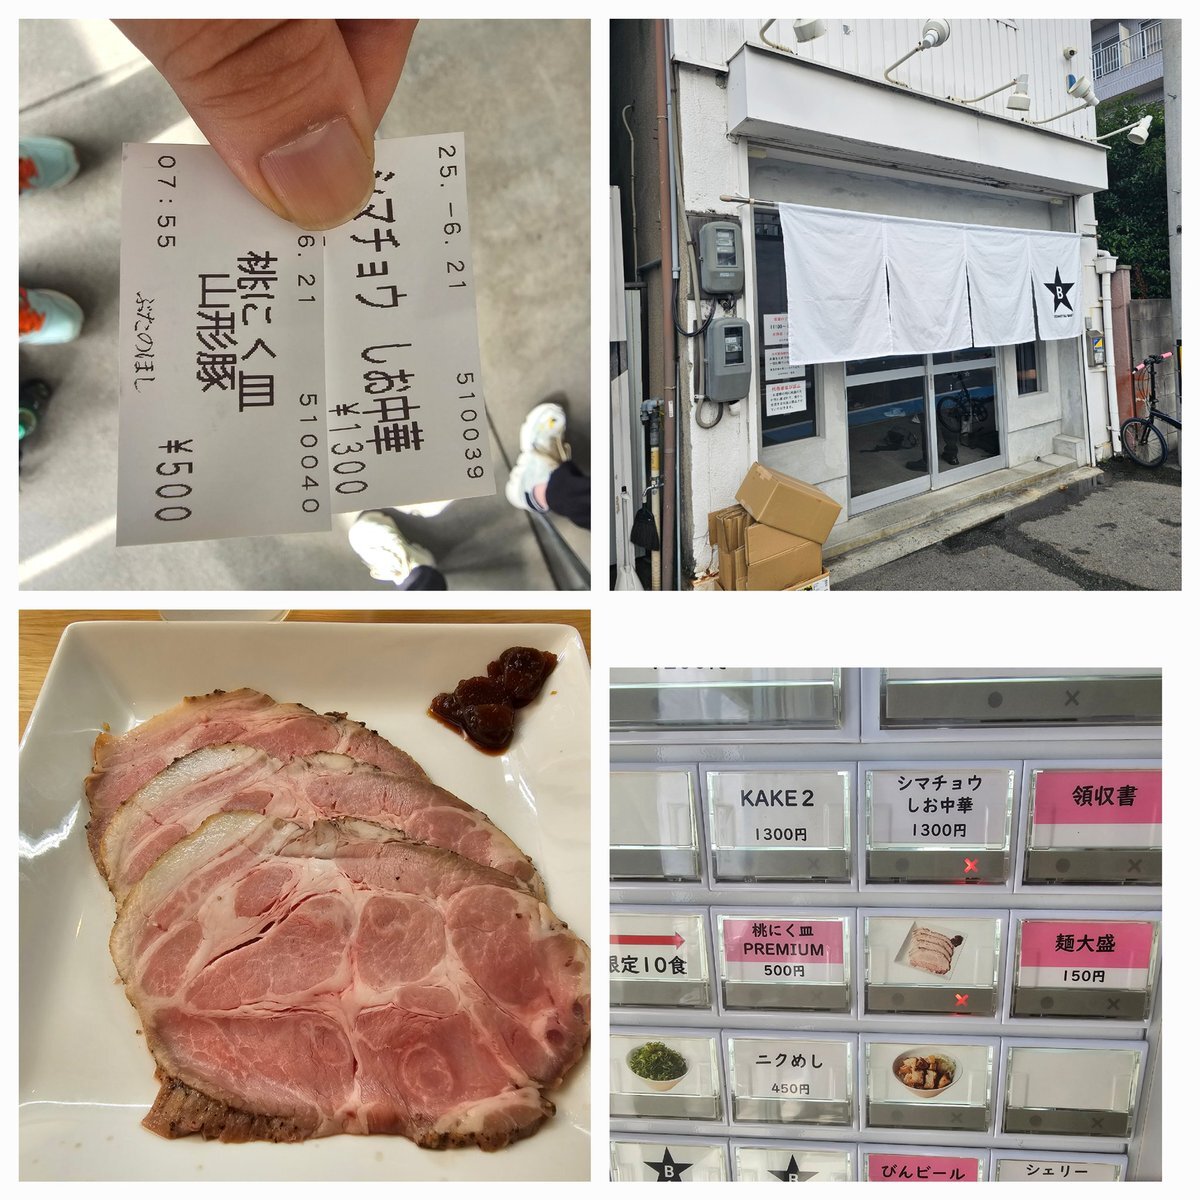 25.-6.21
510039
シマチョウ しお中華
¥1300
6.21
510040
桃にく皿
山形豚
¥500
07:55
ぶたのほし
B
KAKE2
1300円
シマチョウ
しお中華
1300円
領収書
限定10食
桃にく皿
PREMIUM
500円
麺大盛
150円
ニクめし
450円
B
B
びんビール
シェリー